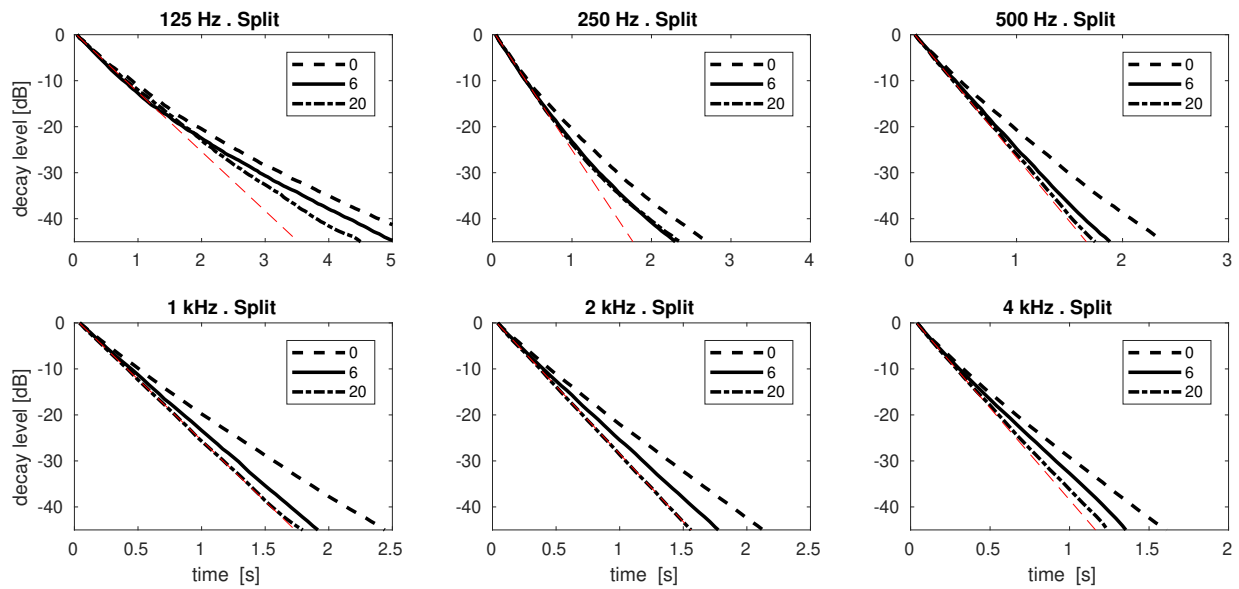 125 Hz . Split
250 Hz . Split
500 Hz . Split
decay level [dB]
0
-10
-20
-30
-40
0 1 2 3 4 5
0
6
20
0
-10
-20
-30
-40
0 1 2 3 4
0
6
20
0
-10
-20
-30
-40
0 1 2 3
0
6
20
1 kHz . Split
2 kHz . Split
4 kHz . Split
decay level [dB]
0
-10
-20
-30
-40
0 0.5 1 1.5 2 2.5
time [s]
0
6
20
0
-10
-20
-30
-40
0 0.5 1 1.5 2 2.5
time [s]
0
6
20
0
-10
-20
-30
-40
0 0.5 1 1.5 2
time [s]
0
6
20